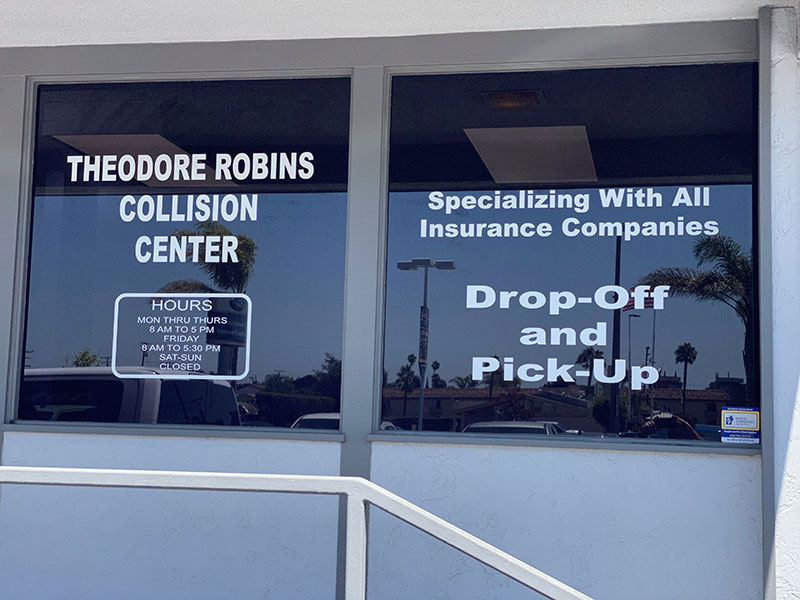 THEODORE ROBINS
COLLISION
CENTER
HOURS
MON THRU THURS
8 AM TO 5 PM
FRIDAY
8 AM TO 5:30 PM
SAT-SUN
CLOSED
Specializing With All
Insurance Companies
Drop-Off
and
Pick-Up